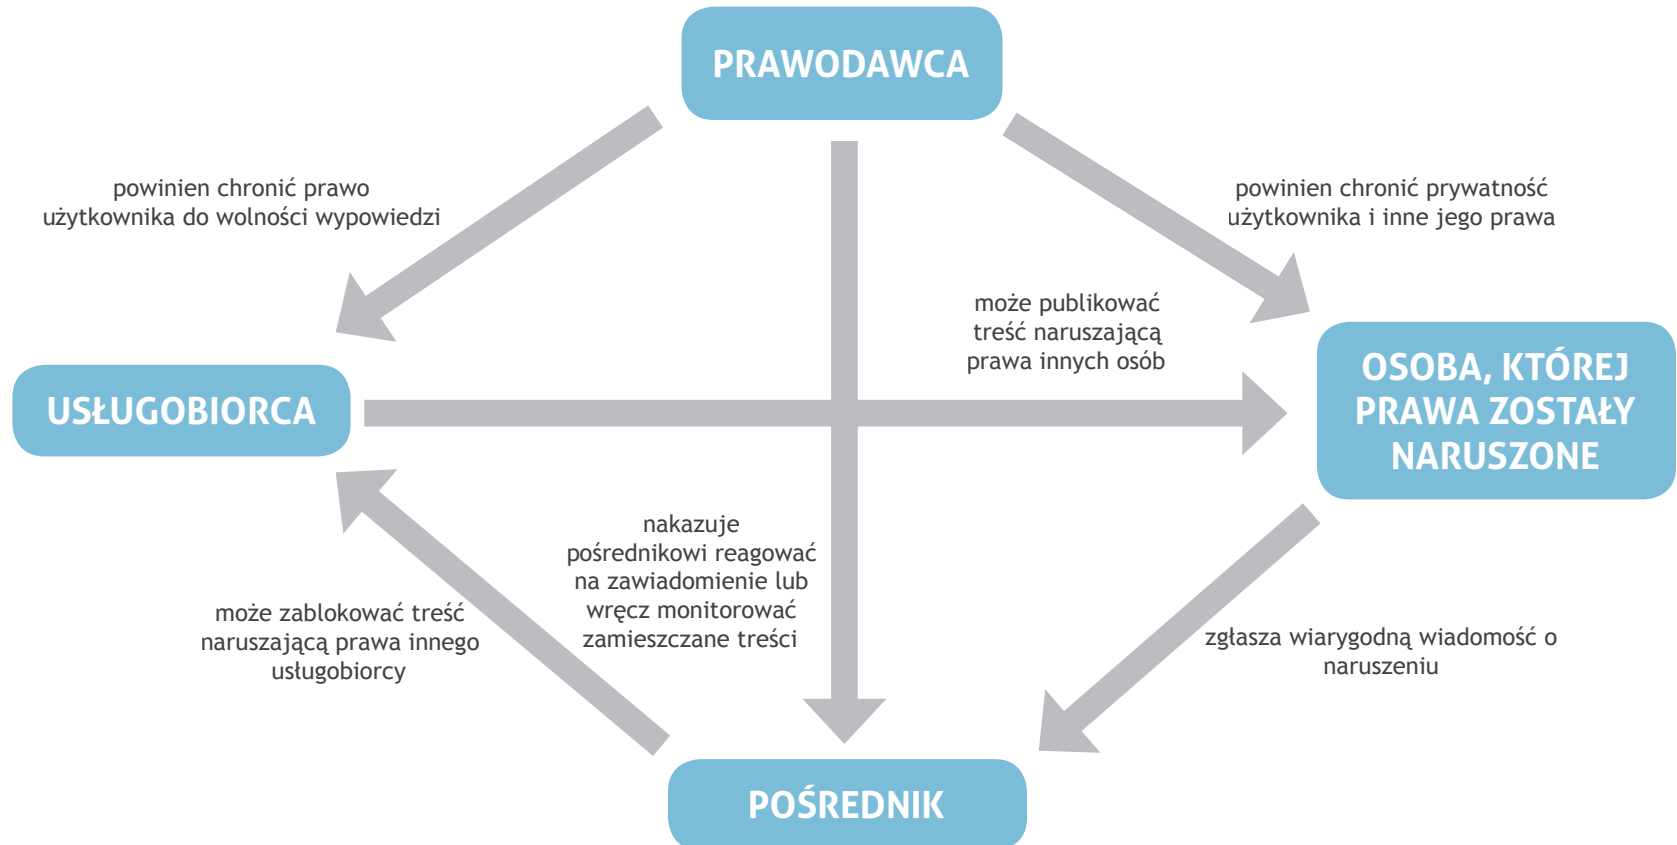 PRAWODAWCA
powinien chronić prawo
użytkownika do wolności wypowiedzi
powinien chronić prywatność
użytkownika i inne jego prawa
może publikować
treść naruszającą
prawa innych osób
USŁUGOBIORCA
OSOBA, KTÓREJ
PRAWA ZOSTAŁY
NARUSZONE
nakazuje
pośrednikowi reagować
na zawiadomienie lub
wręcz monitorować
zamieszczane treści
może zablokować treść
naruszającą prawa innego
usługobiorcy
zgłasza wiarygodną wiadomość o
naruszeniu
POŚREDNIK